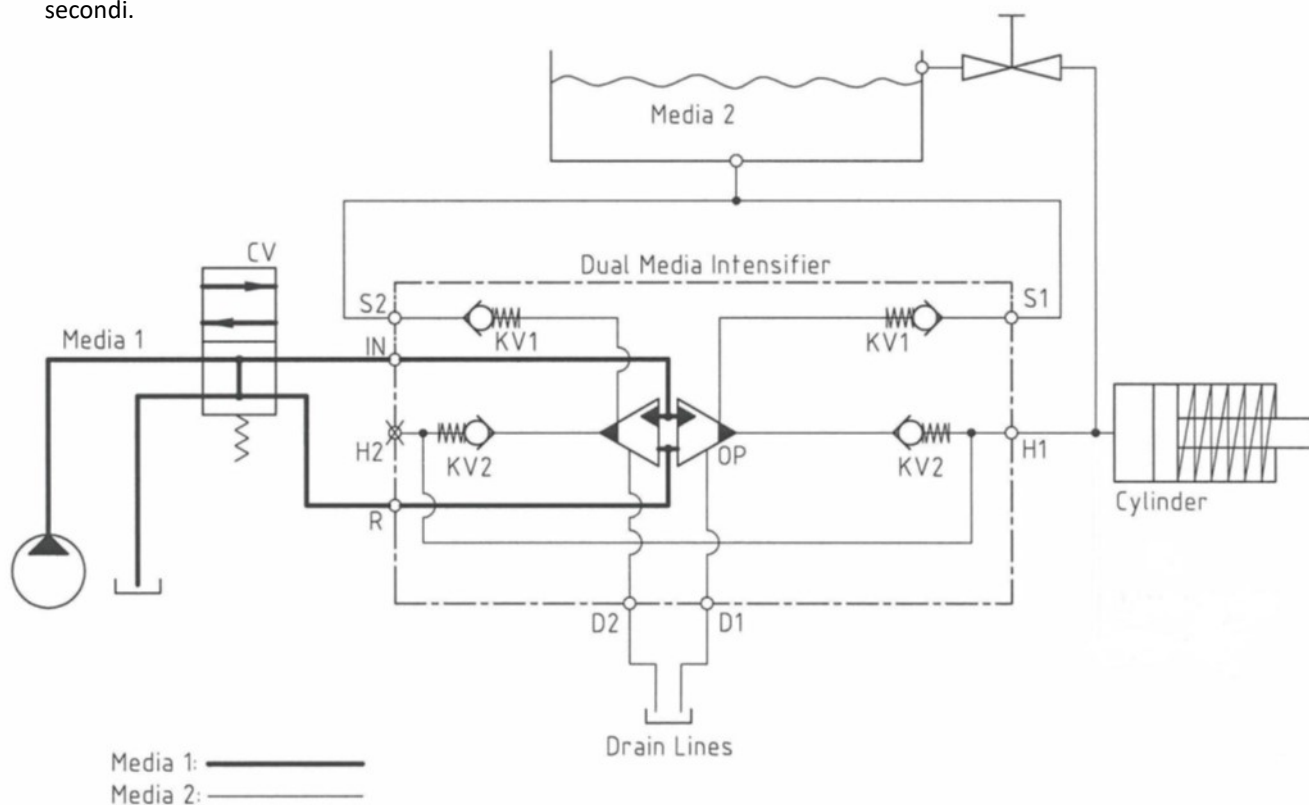 secondi.
Media 2
CV
Dual Media Intensifier
S2
S1
KV1
KV1
Media 1
IN
H2
KV2
OP
KV2
H1
Cylinder
R
D2
D1
Drain Lines
Media 1:
Media 2: